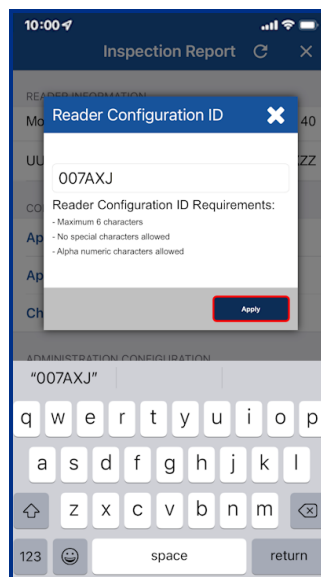 10:00
Inspection Report
READER INFORMATION
Reader Configuration ID
Mo
40
UU
ZZ
007AXJ
Reader Configuration ID Requirements:
- Maximum 6 characters
- No special characters allowed
- Alpha numeric characters allowed
CO
Ap
Ap
Ch
Apply
ADMINISTRATION CONFIGURATION
“007AXJ”
q w e r t y u i o p
a s d f g h j k l
z x c v b n m
123 space return